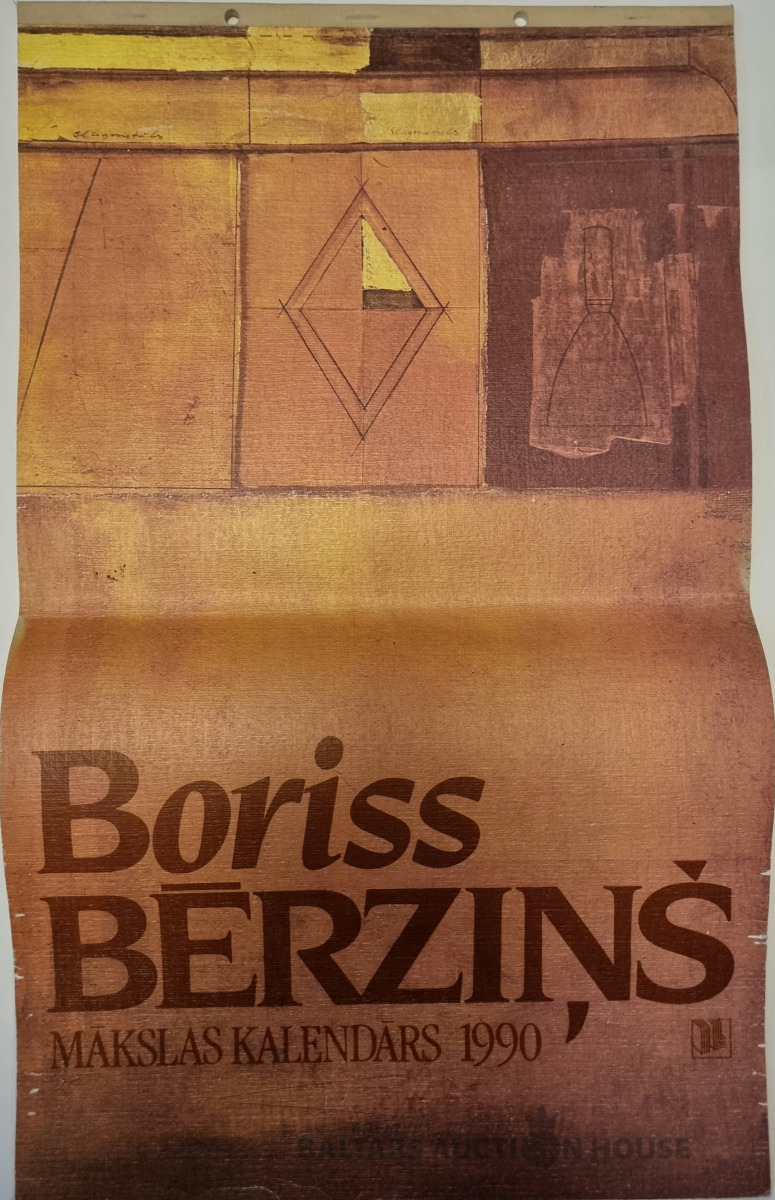 Boriss
BĒRZIŅŠ
MĀKSLAS KALENDĀRS 1990
BALTARS AUCTION HOUSE